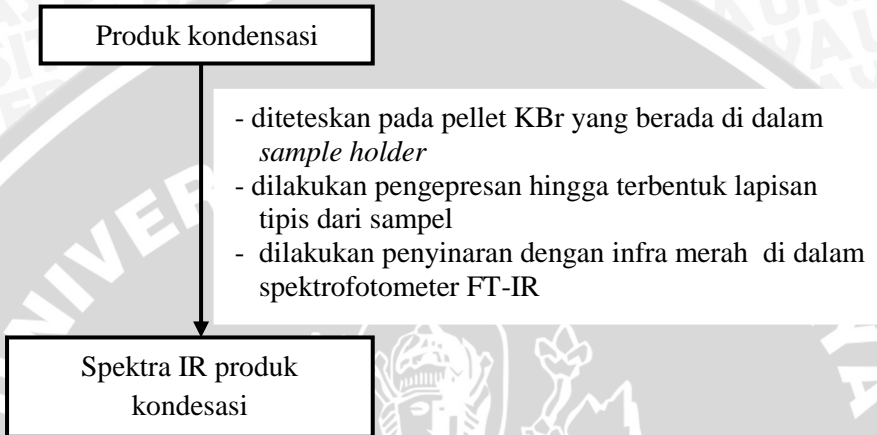 Produk kondensasi
- diteteskan pada pellet KBr yang berada di dalam
sample holder
- dilakukan pengepresan hingga terbentuk lapisan
tipis dari sampel
- dilakukan penyinaran dengan infra merah di dalam
spektrofotometer FT-IR
Spektra IR produk
kondesasi